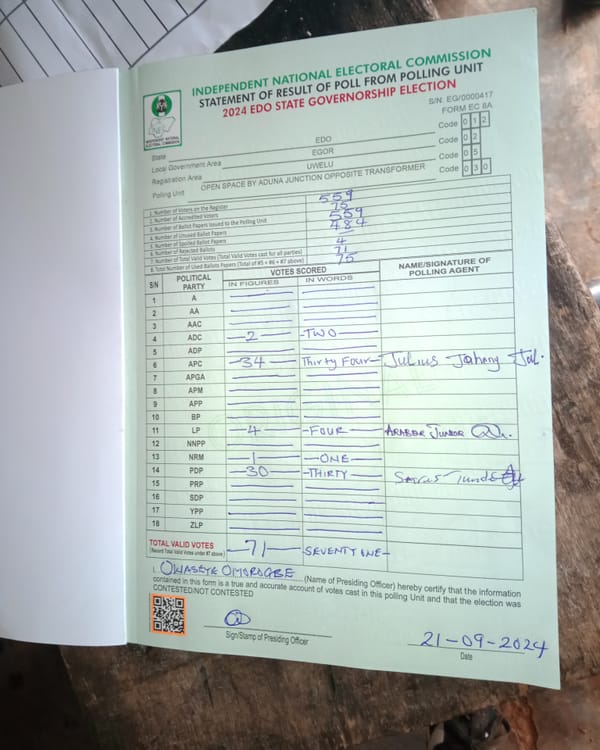 INDEPENDENT NATIONAL ELECTORAL COMMISSION
STATEMENT OF RESULT OF POLL FROM POLLING UNIT
2024 EDO STATE GOVERNORSHIP ELECTION
S/N: EG/0000417
FORM EC 8A
INDEPENDENT NATIONAL ELECTORAL COMMISSION
State EDO Code 0 1 2
Local Government Area EGOR Code 0 2
Registration Area UWELU Code 0 5
Polling Unit OPEN SPACE BY ADUNA JUNCTION OPPOSITE TRANSFORMER Code 0 3 0
1. Number of Voters on the Register 559
2. Number of Accredited Voters 75
3. Number of Ballot Papers Issued to the Polling Unit 559
4. Number of Unused Ballot Papers 484
5. Number of Spoiled Ballot Papers
6. Number of Rejected Ballots 4
7. Number of Total Valid Votes (Total Valid Votes cast for all parties) 71
8. Total Number of Used Ballots Papers (Total of #5 + #6 + #7 above) 75
S/N POLITICAL PARTY VOTES SCORED NAME/SIGNATURE OF POLLING AGENT
IN FIGURES IN WORDS
1 A
2 AA
3 AAC
4 ADC 2 TWO
5 ADP
6 APC 34 Thirty Four Julius Johnny
7 APGA
8 APM
9 APP
10 BP
11 LP 4 FOUR JUNIOR
12 NNPP
13 NRM 1 ONE
14 PDP 30 THIRTY
15 PRP
16 SDP
17 YPP
18 ZLP
TOTAL VALID VOTES 71 SEVENTY ONE
(Record Total Valid Votes under #7 above)
I OWASEYE OMOROGBE (Name of Presiding Officer) hereby certify that the information
contained in this form is a true and accurate account of votes cast in this polling Unit and that the election was
CONTESTED/NOT CONTESTED
Sign/Stamp of Presiding Officer
21-09-2024
Date